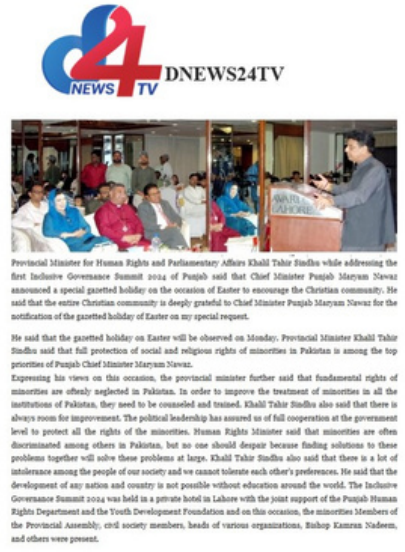 24
NEWS TV
DNEWS24TV
AVARI
LAHORE
Provincial Minister for Human Rights and Parliamentary Affairs Khalil Tahir Sindhu while addressing the
first Inclusive Governance Summit 2024 of Punjab said that Chief Minister Punjab Maryam Nawaz
announced a special gazetted holiday on the occasion of Easter to encourage the Christian community. He
said that the entire Christian community is deeply grateful to Chief Minister Punjab Maryam Nawaz for the
notification of the gazetted holiday of Easter on my special request.
He said that the gazetted holiday on Easter will be observed on Monday. Provincial Minister Khalil Tahir
Sindhu said that full protection of social and religious rights of minorities in Pakistan is among the top
priorities of Punjab Chief Minister Maryam Nawaz.
Expressing his views on this occasion, the provincial minister further said that fundamental rights of
minorities are oftenly neglected in Pakistan. In order to improve the treatment of minorities in all the
institutions of Pakistan, they need to be counseled and trained. Khalil Tahir Sindhu also said that there is
always room for improvement. The political leadership has assured us of full cooperation at the government
level to protect all the rights of the minorities. Human Rights Minister said that minorities are often
discriminated among others in Pakistan, but no one should despair because finding solutions to these
problems together will solve these problems at large. Khalil Tahir Sindhu also said that there is a lot of
intolerance among the people of our society and we cannot tolerate each other's preferences. He said that the
development of any nation and country is not possible without education around the world. The Inclusive
Governance Summit 2024 was held in a private hotel in Lahore with the joint support of the Punjab Human
Rights Department and the Youth Development Foundation and on this occasion, the minorities Members of
the Provincial Assembly, civil society members, heads of various organizations, Bishop Kamran Nadeem,
and others were present.